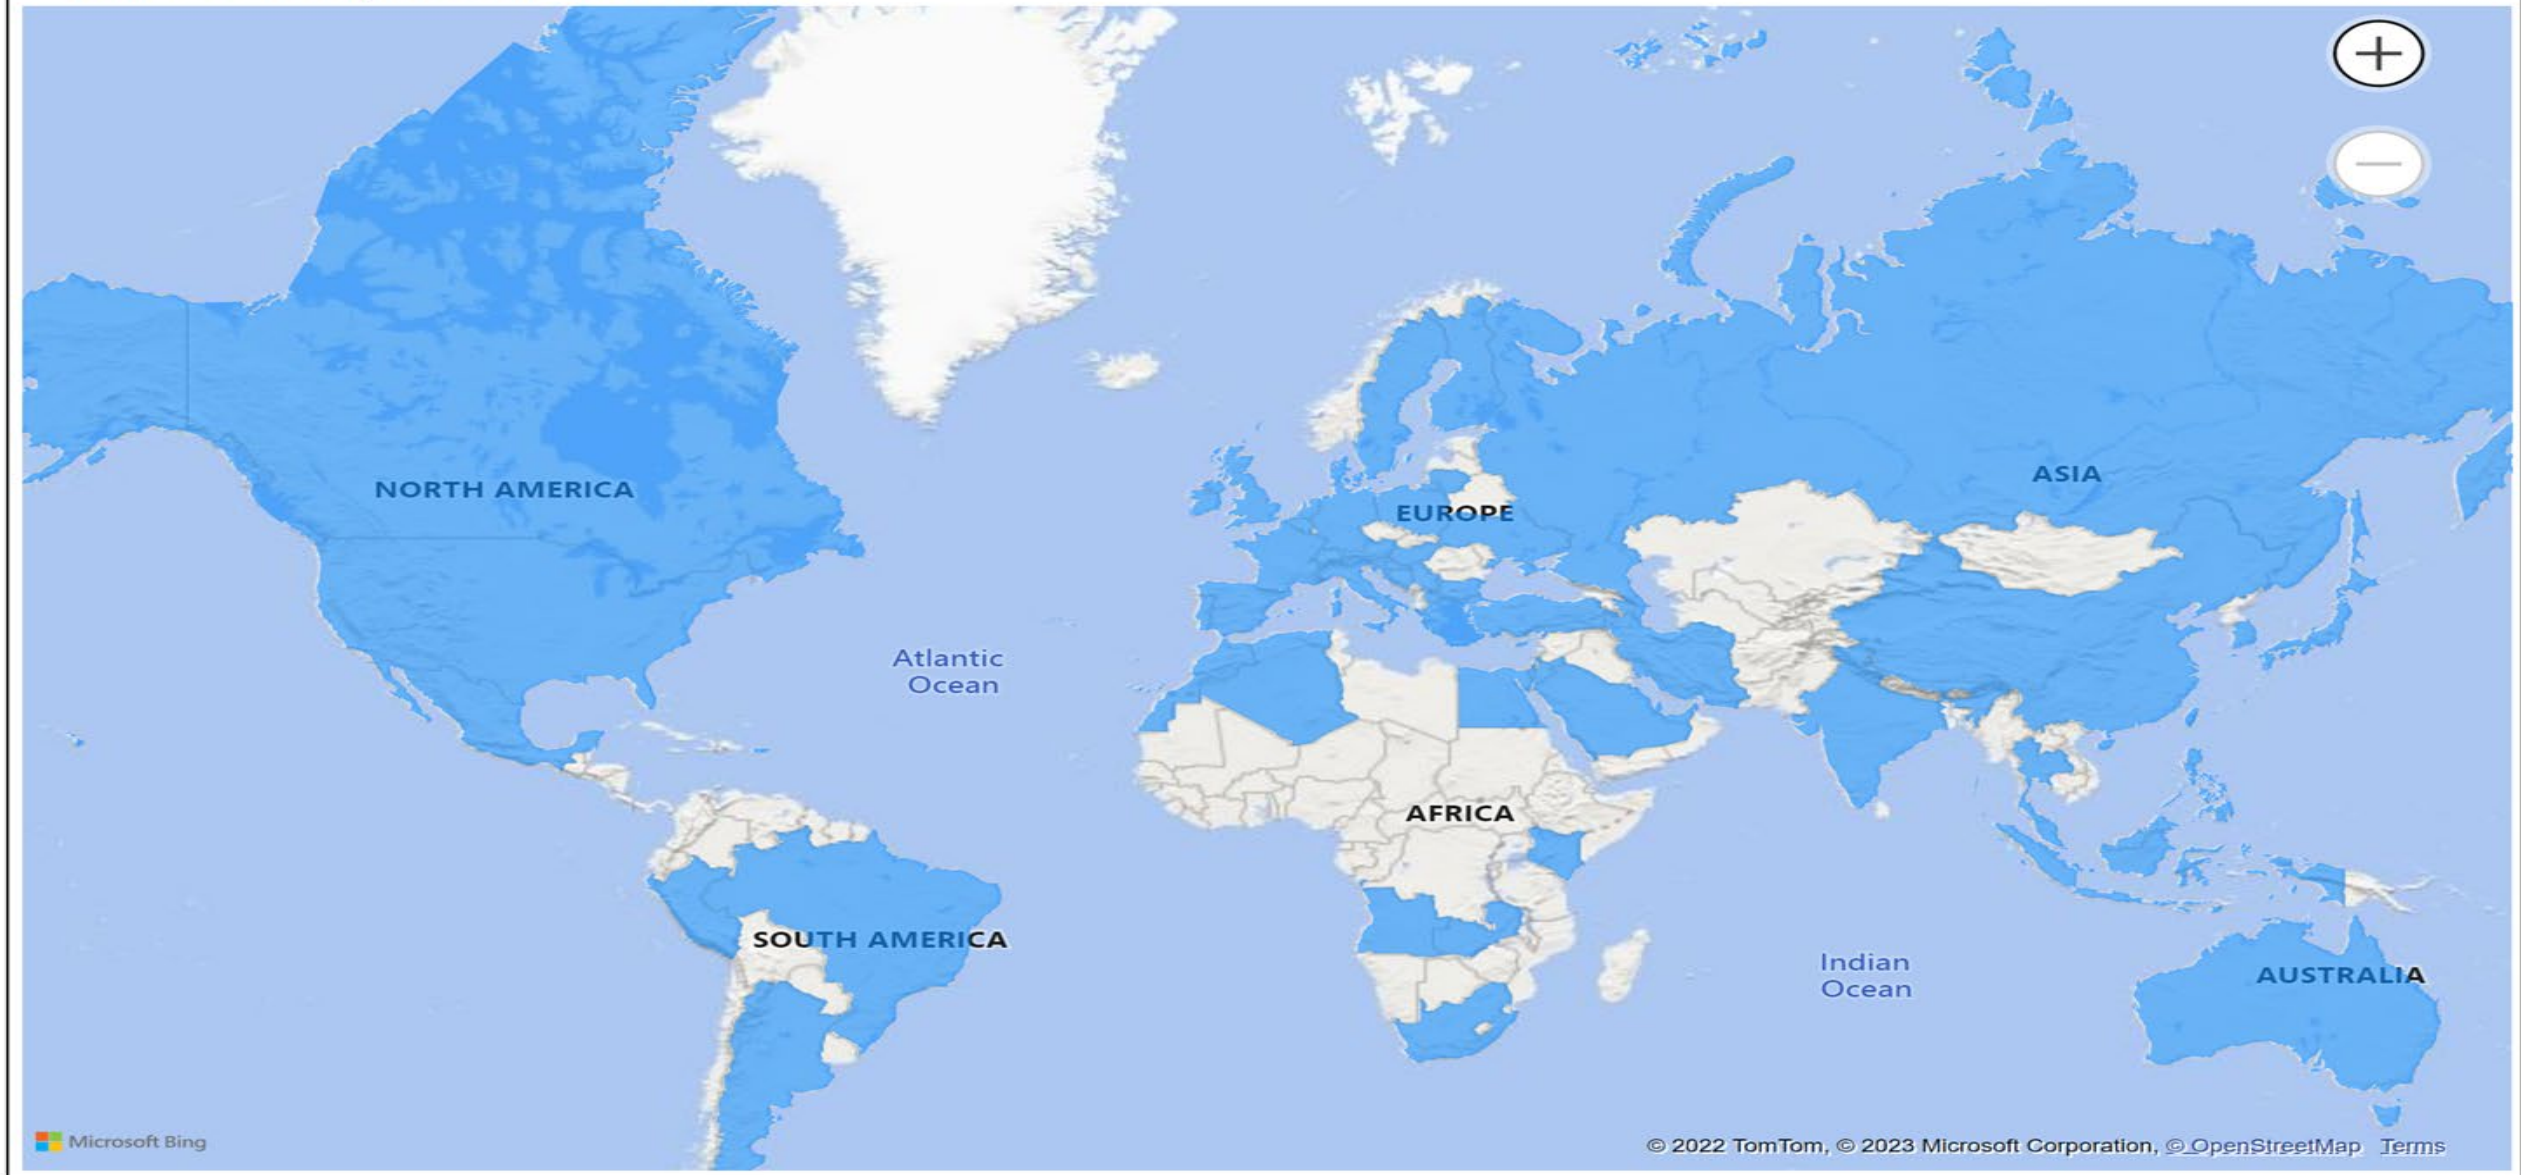 NORTH AMERICA
ASIA
EUROPE
Atlantic
Ocean
AFRICA
SOUTH AMERICA
Indian
Ocean
AUSTRALIA
Microsoft Bing
© 2022 TomTom, © 2023 Microsoft Corporation, © OpenStreetMap Terms